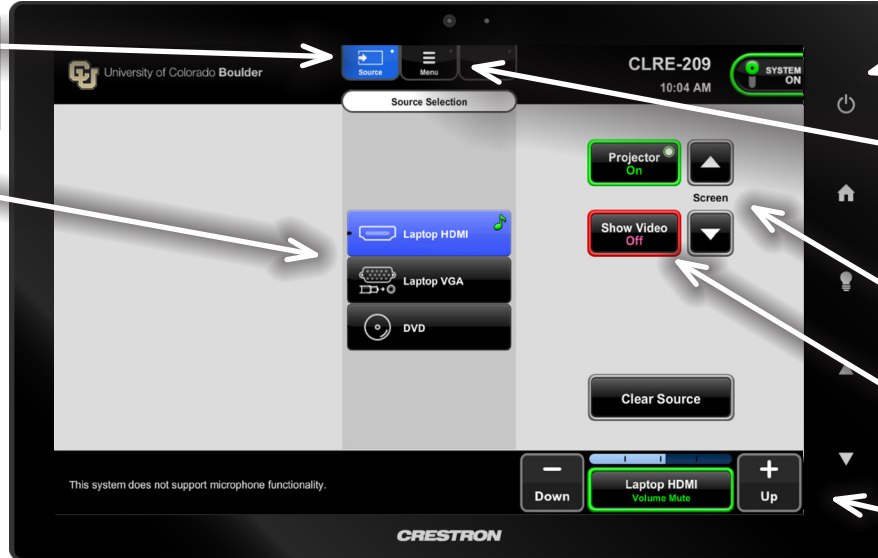 University of Colorado Boulder
Source
Menu
CLRE-209
10:04 AM
SYSTEM
ON
Source Selection
Projector
On
Screen
Laptop HDMI
Show Video
Off
Laptop VGA
DVD
Clear Source
This system does not support microphone functionality.
Down
Laptop HDMI
Volume Mute
Up
CRESTRON